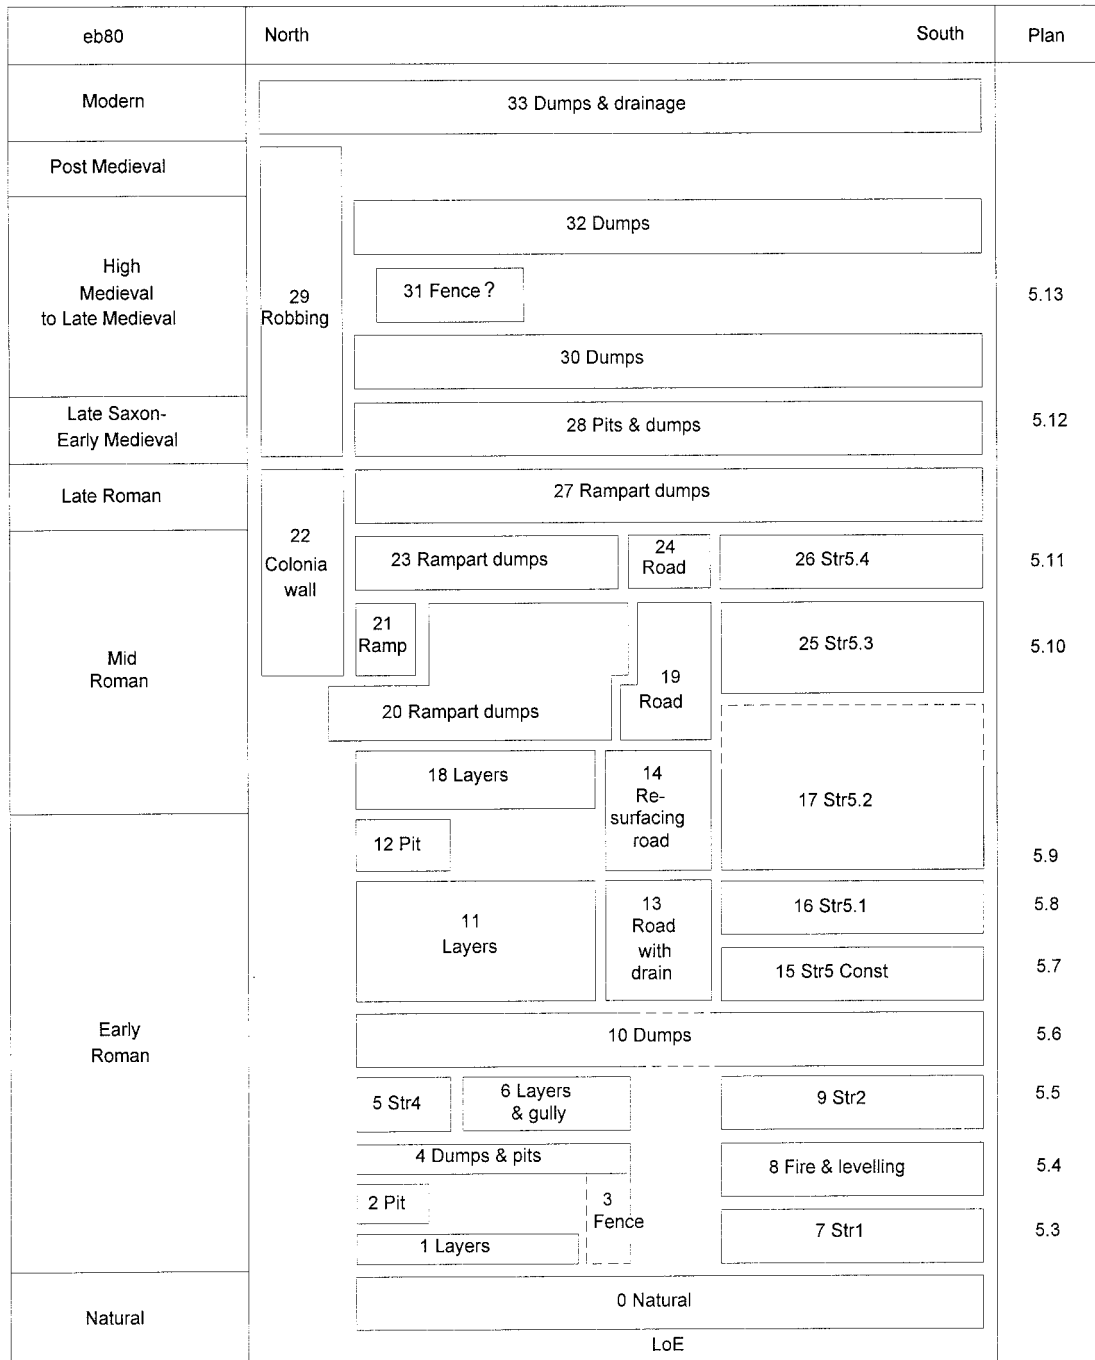 eb80 North South Plan
Modern
33 Dumps & drainage
Post Medieval
32 Dumps
High
Medieval
to Late Medieval
29
Robbing
31 Fence ?
5.13
30 Dumps
Late Saxon-
Early Medieval
28 Pits & dumps
5.12
Late Roman
27 Rampart dumps
22
Colonia
wall
23 Rampart dumps
24
Road
26 Str5.4
5.11
Mid
Roman
21
Ramp
25 Str5.3
5.10
19
Road
20 Rampart dumps
18 Layers
14
Re-
surfacing
road
17 Str5.2
12 Pit
5.9
11
Layers
13
Road
with
drain
16 Str5.1
5.8
15 Str5 Const
5.7
Early
Roman
10 Dumps
5.6
5 Str4
6 Layers
& gully
9 Str2
5.5
4 Dumps & pits
8 Fire & levelling
5.4
2 Pit
3
Fence
7 Str1
5.3
1 Layers
Natural
0 Natural
LoE